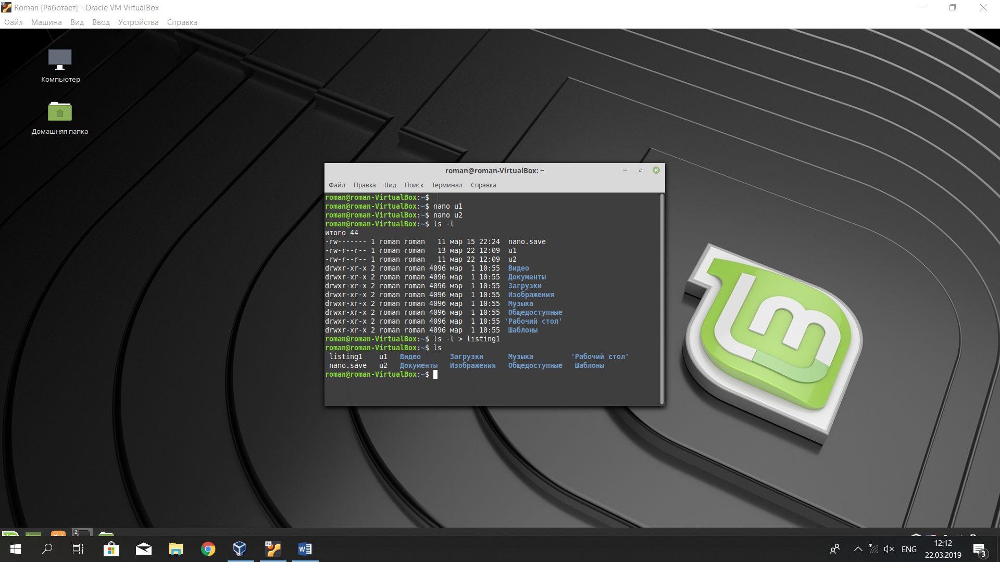 Roman [Работает] - Oracle VM VirtualBox
Файл Машина Вид Ввод Устройства Справка
Компьютер
Домашняя папка
roman@roman-VirtualBox: ~
Файл Правка Вид Поиск Терминал Справка
roman@roman-VirtualBox:~$
roman@roman-VirtualBox:~$ nano u1
roman@roman-VirtualBox:~$ nano u2
roman@roman-VirtualBox:~$ ls -l
итого 44
-rw------- 1 roman roman   11 мар 15 22:24  nano.save
-rw-r--r-- 1 roman roman   13 мар 22 12:09  u1
-rw-r--r-- 1 roman roman   11 мар 22 12:09  u2
drwxr-xr-x 2 roman roman 4096 мар  1 10:55  Видео
drwxr-xr-x 2 roman roman 4096 мар  1 10:55  Документы
drwxr-xr-x 2 roman roman 4096 мар  1 10:55  Загрузки
drwxr-xr-x 2 roman roman 4096 мар  1 10:55  Изображения
drwxr-xr-x 2 roman roman 4096 мар  1 10:55  Музыка
drwxr-xr-x 2 roman roman 4096 мар  1 10:55  Общедоступные
drwxr-xr-x 2 roman roman 4096 мар  1 10:55 'Рабочий стол'
drwxr-xr-x 2 roman roman 4096 мар  1 10:55  Шаблоны
roman@roman-VirtualBox:~$ ls -l > listing1
roman@roman-VirtualBox:~$ ls
listing1    u1   Видео       Загрузки      Музыка         'Рабочий стол'
nano.save   u2   Документы   Изображения   Общедоступные   Шаблоны
roman@roman-VirtualBox:~$
lm
2
64
W
ENG
12:12
22.03.2019
3